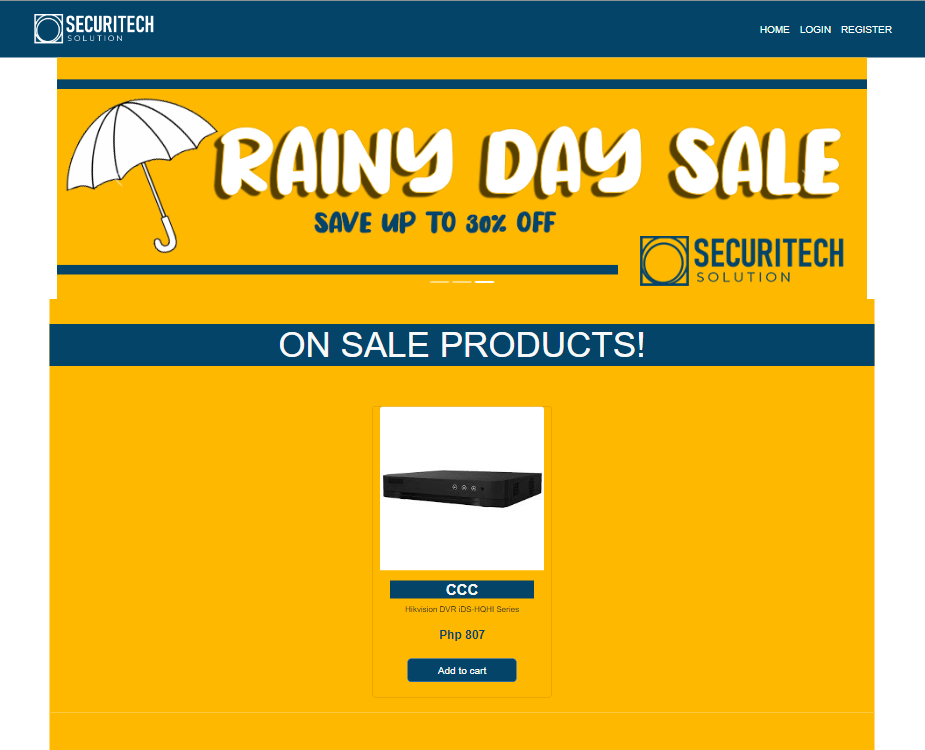 SECURITECH
SOLUTION
HOME LOGIN REGISTER
RAINY DAY SALE
SAVE UP TO 30% OFF
SECURITECH
SOLUTION
ON SALE PRODUCTS!
CCC
Hikvision DVR iDS-HQHI Series
Php 807
Add to cart